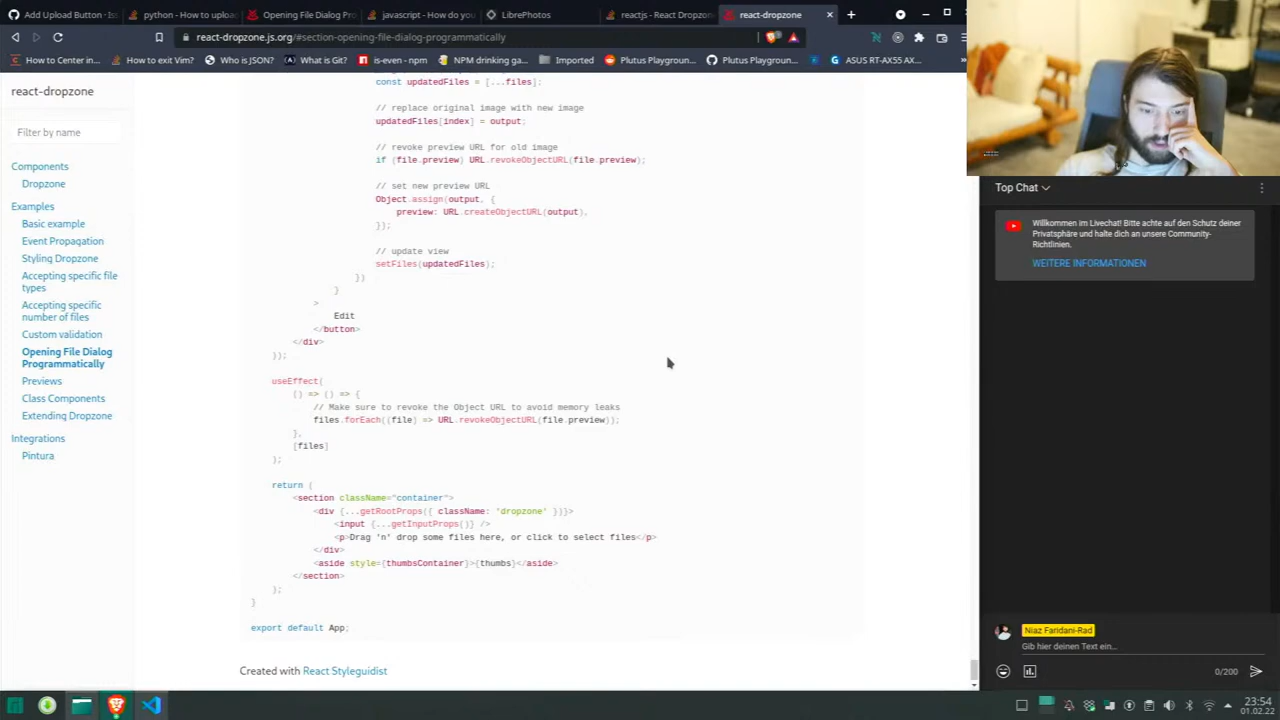 Add Upload Button · Iss
python - How to upload
Opening File Dialog Pro
javascript - How do you
LibrePhotos
reactjs - React Dropzone
react-dropzone
react-dropzone.js.org/#section-opening-file-dialog-programmatically
How to Center in...
How to exit Vim?
Who is JSON?
What is Git?
is-even - npm
NPM drinking ga...
Imported
Plutus Playgroun...
Plutus Playgroun...
ASUS RT-AX55 AX...
react-dropzone
Filter by name
Components
Dropzone
Examples
Basic example
Event Propagation
Styling Dropzone
Accepting specific file
types
Accepting specific
number of files
Custom validation
Opening File Dialog
Programmatically
Previews
Class Components
Extending Dropzone
Integrations
Pintura
const updatedFiles = [...files];
// replace original image with new image
updatedFiles[index] = output;
// revoke preview URL for old image
if (file.preview) URL.revokeObjectURL(file.preview);
// set new preview URL
Object.assign(output, {
preview: URL.createObjectURL(output),
});
// update view
setFiles(updatedFiles);
})
}
>
Edit
</button>
</div>
));
useEffect(
() => () => {
// Make sure to revoke the Object URL to avoid memory leaks
files.forEach((file) => URL.revokeObjectURL(file.preview));
},
[files]
);
return (
<section className="container">
<div {...getRootProps({ className: 'dropzone' })}>
<input {...getInputProps()} />
<p>Drag 'n' drop some files here, or click to select files</p>
</div>
<aside style={thumbsContainer}>{thumbs}</aside>
</section>
);
}
export default App;
Created with React Styleguidist
Top Chat
Willkommen im Livechat! Bitte achte auf den Schutz deiner
Privatsphäre und halte dich an unsere Community-
Richtlinien.
WEITERE INFORMATIONEN
Niaz Faridani-Rad
Gib hier deinen Text ein...
0/200
23:54
01.02.22